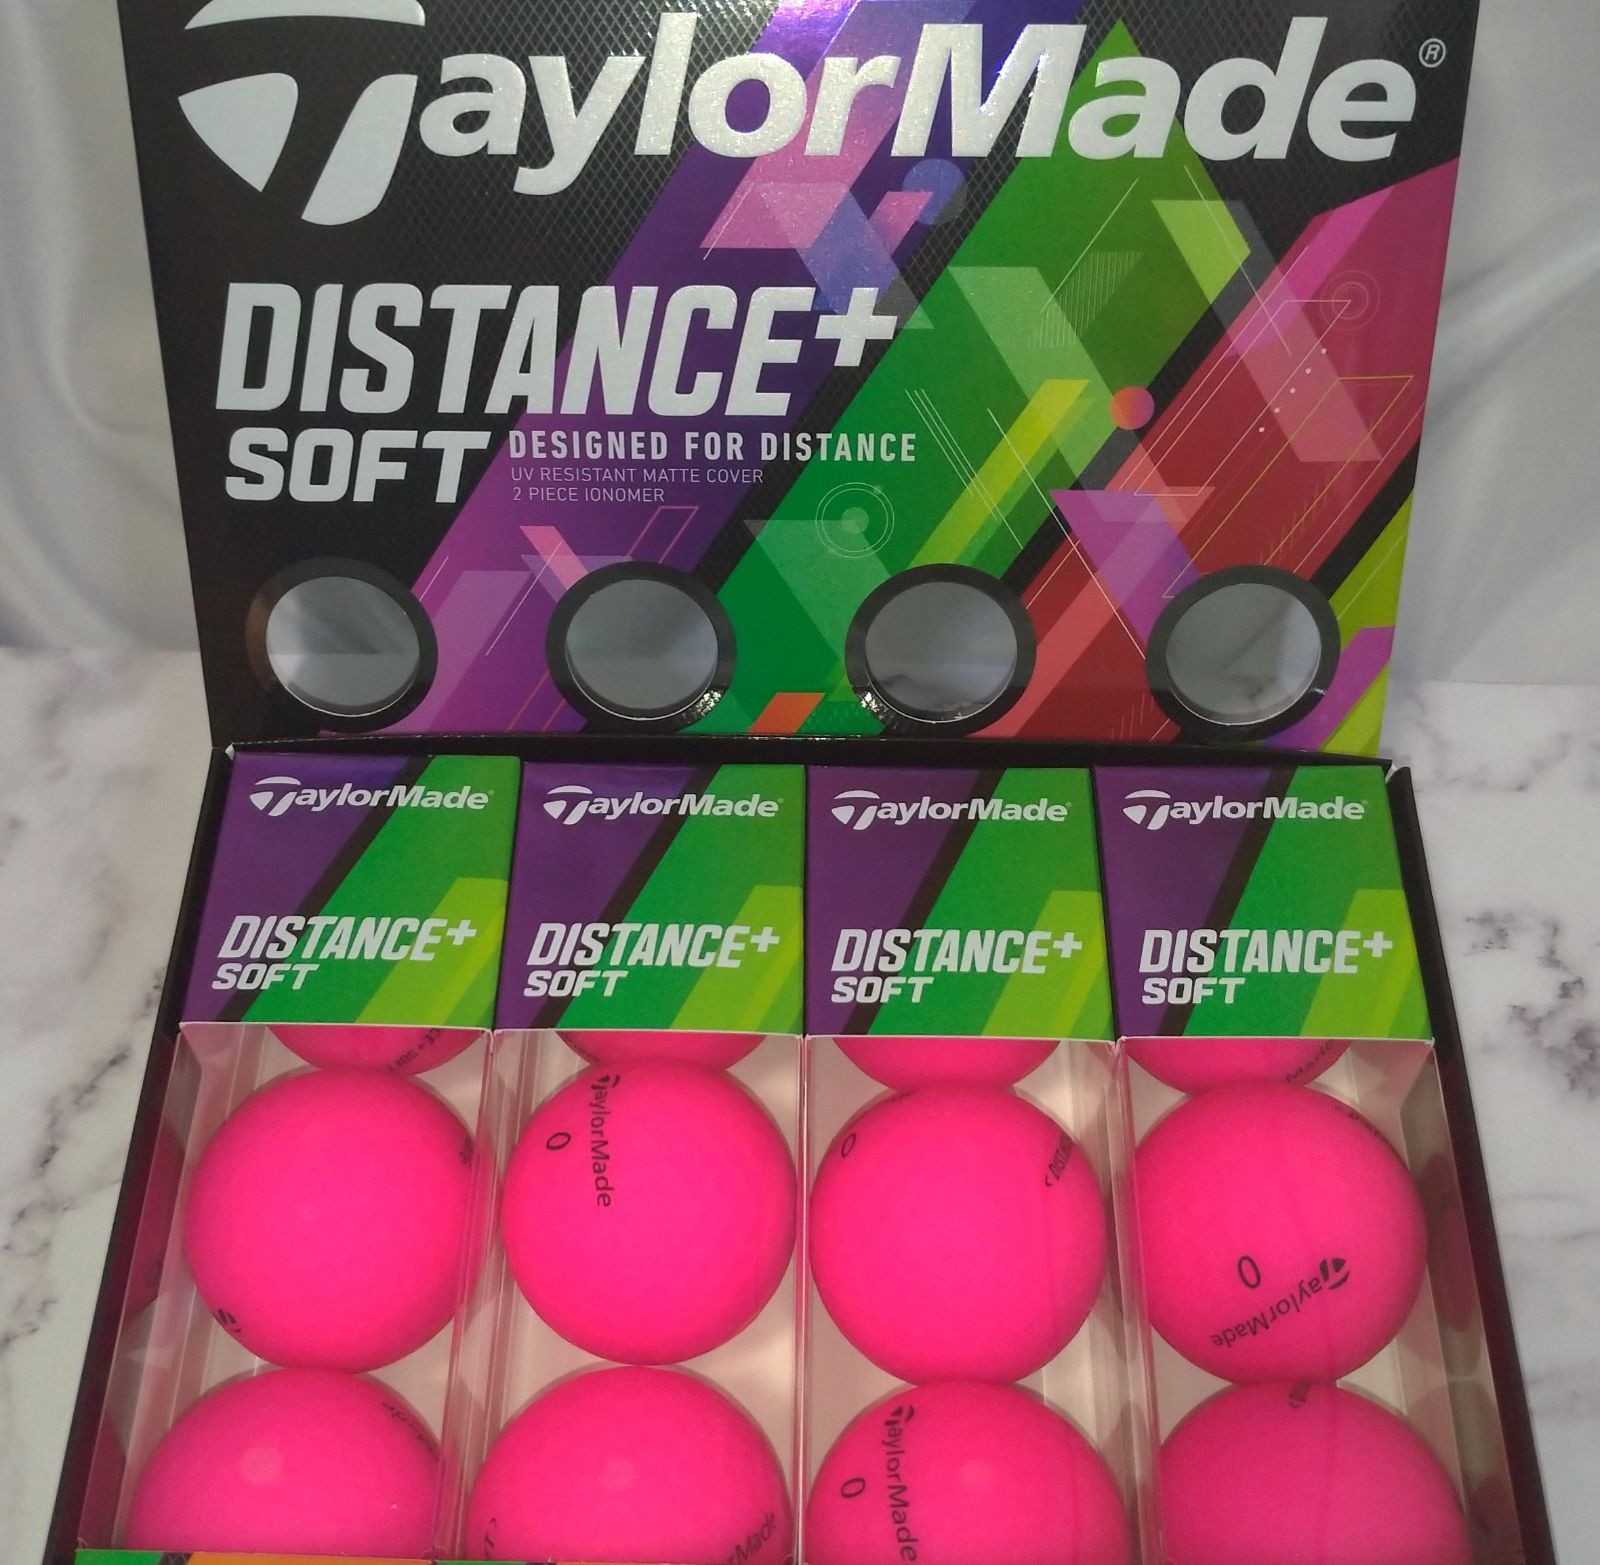 TaylorMade®
DISTANCE+
SOFT
DESIGNED FOR DISTANCE
UV RESISTANT MATTE COVER
2 PIECE IONOMER
TaylorMade
TaylorMade
TaylorMade
TaylorMade
DISTANCE+
SOFT
DISTANCE+
SOFT
DISTANCE+
SOFT
DISTANCE+
SOFT
TaylorMade
0
0
0
TaylorMade
TaylorMade
0